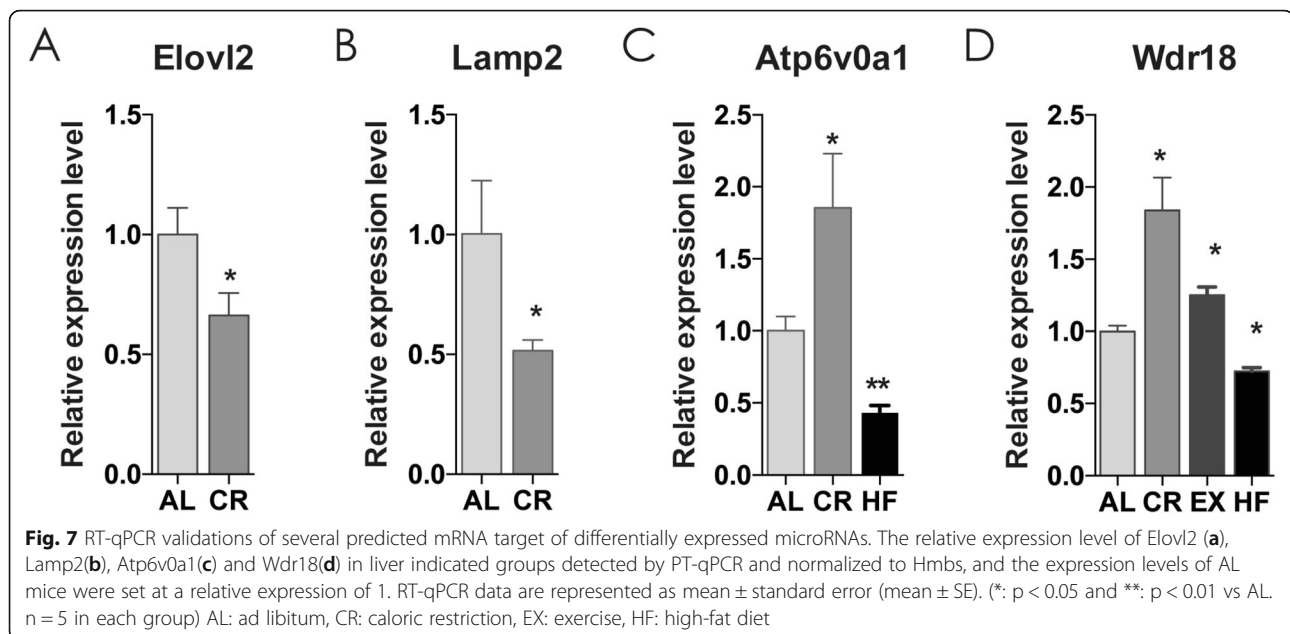 A Elovl2 B Lamp2 C Atp6v0a1 D Wdr18
Relative expression level
1.5
1.0
0.5
0.0
*
AL CR
Relative expression level
1.5
1.0
0.5
0.0
*
AL CR
Relative expression level
2.5
2.0
1.5
1.0
0.5
0.0
*
**
AL CR HF
Relative expression level
2.5
2.0
1.5
1.0
0.5
0.0
*
*
*
AL CR EX HF
Fig. 7 RT-qPCR validations of several predicted mRNA target of differentially expressed microRNAs. The relative expression level of Elovl2 (a),
Lamp2(b), Atp6v0a1(c) and Wdr18(d) in liver indicated groups detected by PT-qPCR and normalized to Hmbs, and the expression levels of AL
mice were set at a relative expression of 1. RT-qPCR data are represented as mean ± standard error (mean ± SE). (*: p < 0.05 and **: p < 0.01 vs AL.
n = 5 in each group) AL: ad libitum, CR: caloric restriction, EX: exercise, HF: high-fat diet